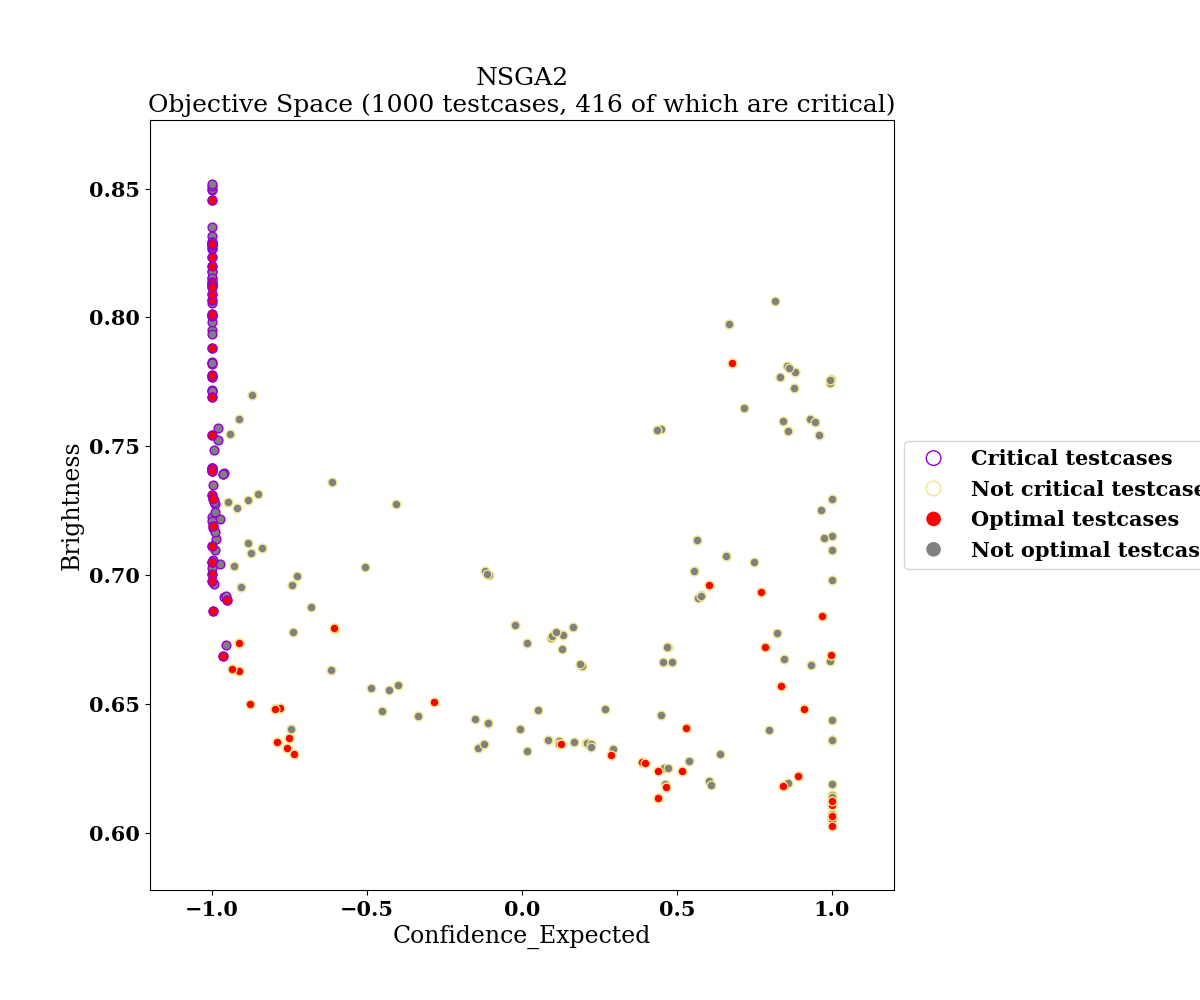 NSGA2
Objective Space (1000 testcases, 416 of which are critical)
0.85
0.80
0.75
0.70
0.65
0.60
Brightness
−1.0 −0.5 0.0 0.5 1.0
Confidence_Expected
Critical testcases
Not critical testcase
Optimal testcases
Not optimal testcas